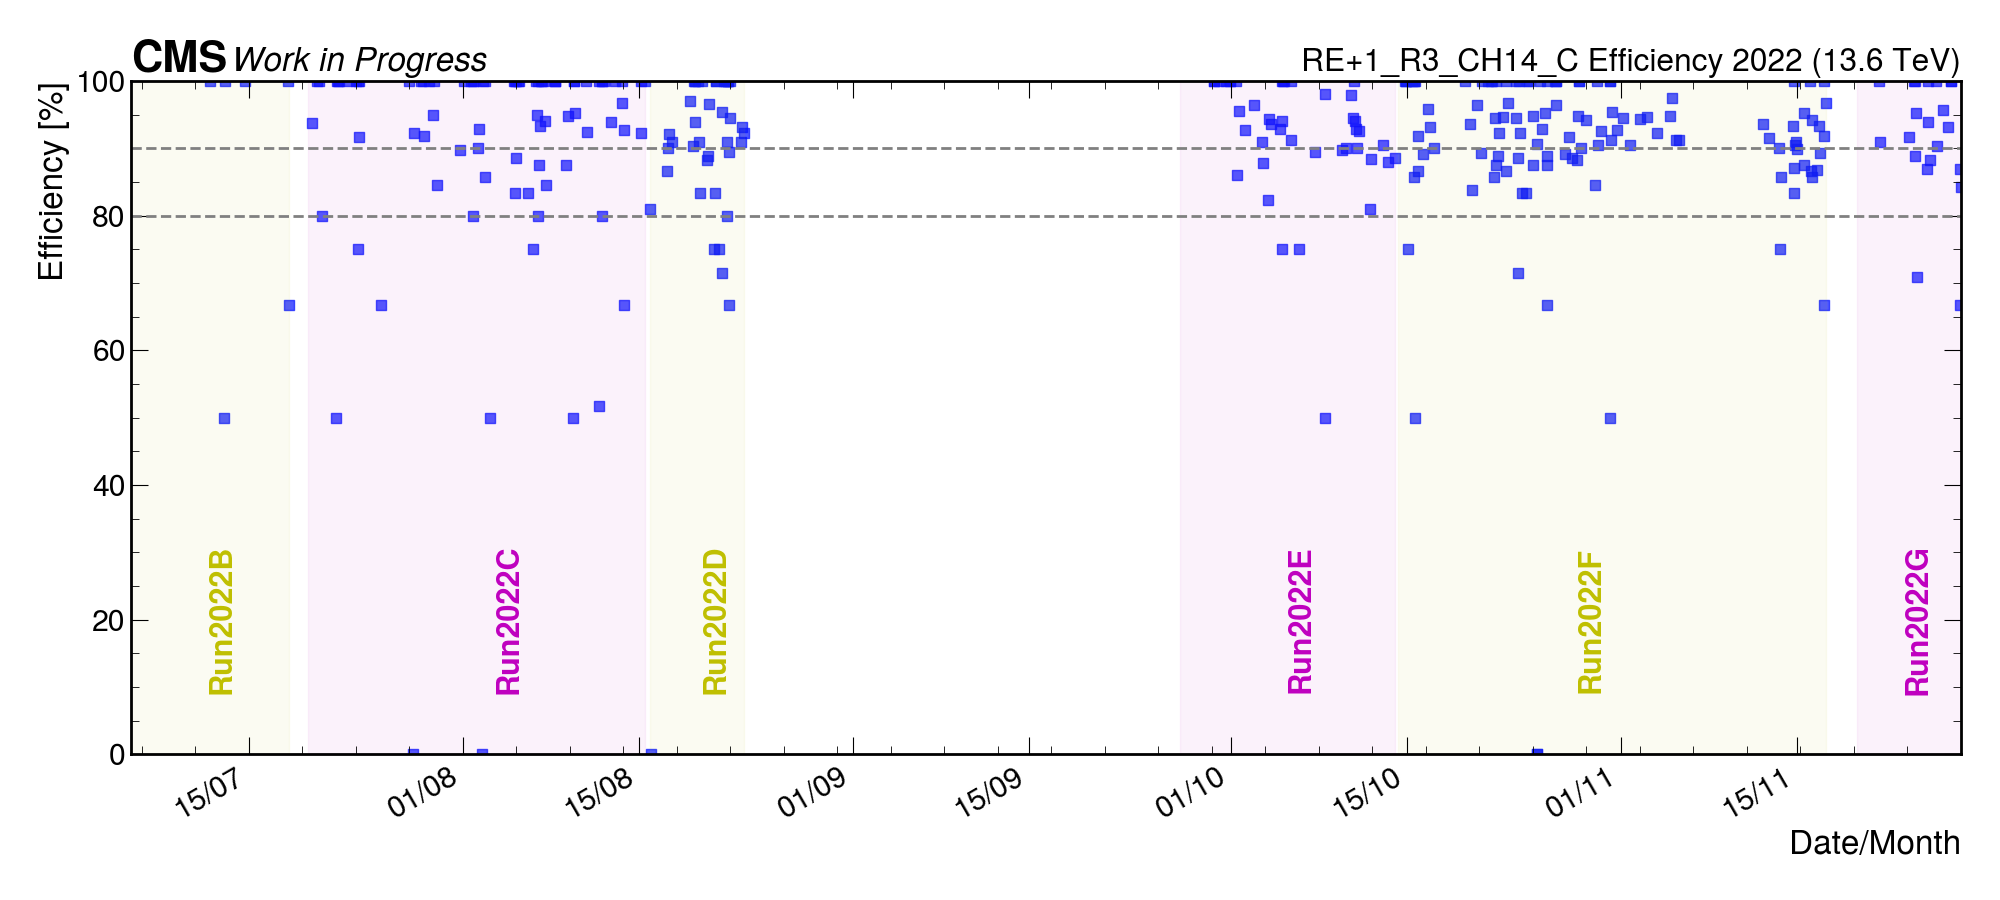 CMS Work in Progress
RE+1_R3_CH14_C Efficiency 2022 (13.6 TeV)
Efficiency [%]
100
80
60
40
20
0
Run2022B
Run2022C
Run2022D
Run2022E
Run2022F
Run2022G
15/07
01/08
15/08
01/09
15/09
01/10
15/10
01/11
15/11
Date/Month